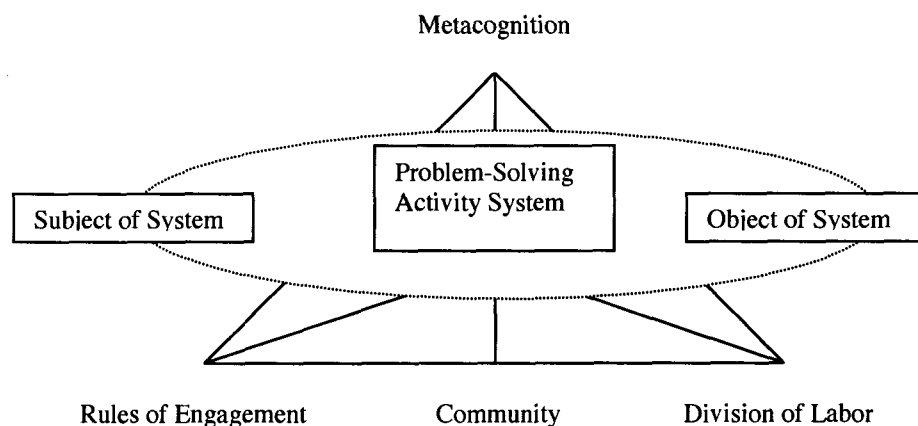 Metacognition
Problem-Solving
Activity System
Subject of System
Object of System
Rules of Engagement
Community
Division of Labor